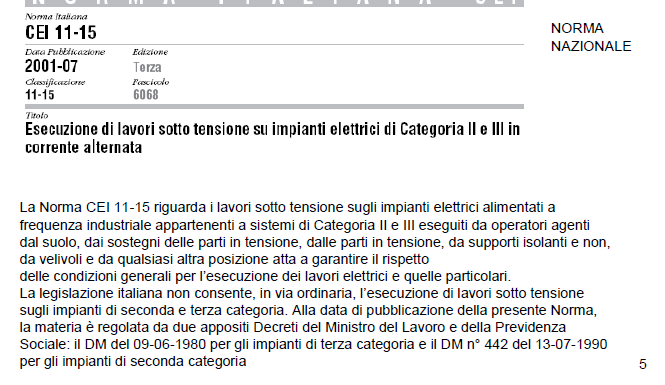 NORMA ITALIANA CEI
Norma Italiana
CEI 11-15
Data Pubblicazione Edizione
2001-07 Terza
Classificazione Fascicolo
11-15 6068
Titolo
Esecuzione di lavori sotto tensione su impianti elettrici di Categoria II e III in
corrente alternata
NORMA
NAZIONALE
La Norma CEI 11-15 riguarda i lavori sotto tensione sugli impianti elettrici alimentati a
frequenza industriale appartenenti a sistemi di Categoria II e III eseguiti da operatori agenti
dal suolo, dai sostegni delle parti in tensione, dalle parti in tensione, da supporti isolanti e non,
da velivoli e da qualsiasi altra posizione atta a garantire il rispetto
delle condizioni generali per l’esecuzione dei lavori elettrici e quelle particolari.
La legislazione italiana non consente, in via ordinaria, l’esecuzione di lavori sotto tensione
sugli impianti di seconda e terza categoria. Alla data di pubblicazione della presente Norma,
la materia è regolata da due appositi Decreti del Ministro del Lavoro e della Previdenza
Sociale: il DM del 09-06-1980 per gli impianti di terza categoria e il DM n° 442 del 13-07-1990
per gli impianti di seconda categoria
5